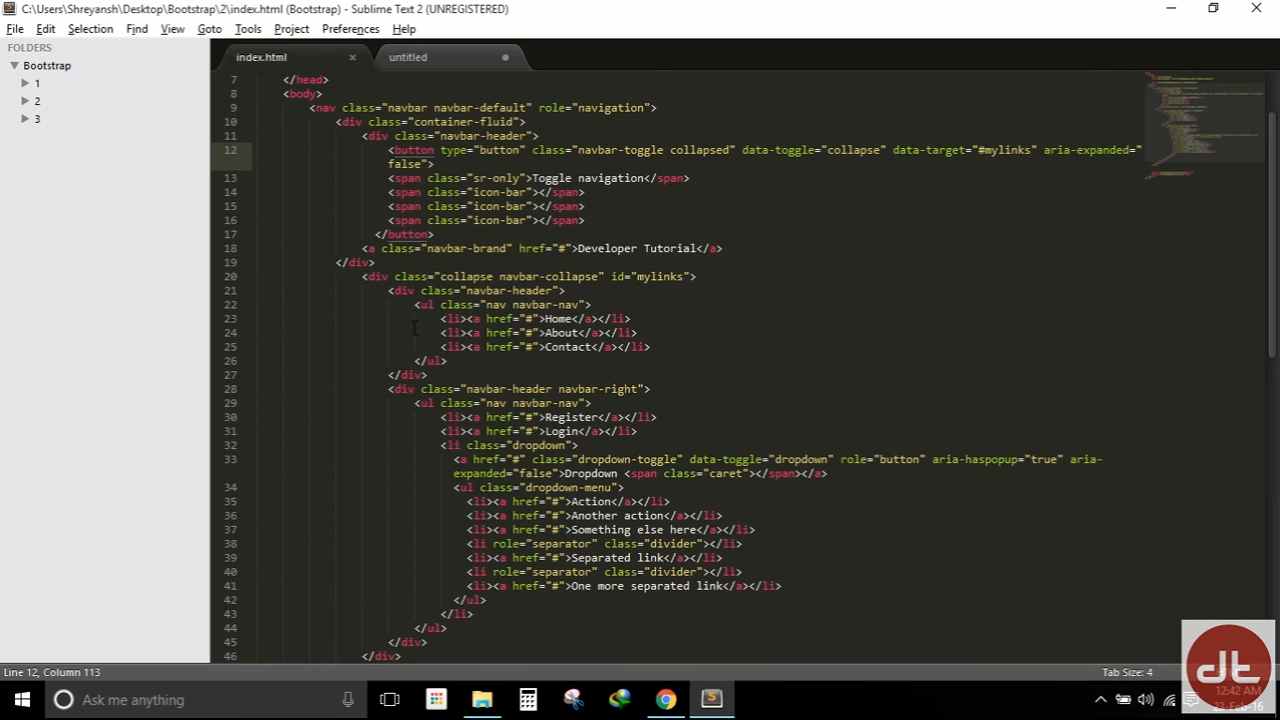 C:\Users\Shreyansh\Desktop\Bootstrap\2\index.html (Bootstrap) - Sublime Text 2 (UNREGISTERED)
File Edit Selection Find View Goto Tools Project Preferences Help
FOLDERS
Bootstrap
1
2
3
index.html
untitled
7 </head>
8 <body>
9 <nav class="navbar navbar-default" role="navigation">
10 <div class="container-fluid">
11 <div class="navbar-header">
12 <button type="button" class="navbar-toggle collapsed" data-toggle="collapse" data-target="#mylinks" aria-expanded="
false">
13 <span class="sr-only">Toggle navigation</span>
14 <span class="icon-bar"></span>
15 <span class="icon-bar"></span>
16 <span class="icon-bar"></span>
17 </button>
18 <a class="navbar-brand" href="#">Developer Tutorial</a>
19 </div>
20 <div class="collapse navbar-collapse" id="mylinks">
21 <div class="navbar-header">
22 <ul class="nav navbar-nav">
23 <li><a href="#">Home</a></li>
24 <li><a href="#">About</a></li>
25 <li><a href="#">Contact</a></li>
26 </ul>
27 </div>
28 <div class="navbar-header navbar-right">
29 <ul class="nav navbar-nav">
30 <li><a href="#">Register</a></li>
31 <li><a href="#">Login</a></li>
32 <li class="dropdown">
33 <a href="#" class="dropdown-toggle" data-toggle="dropdown" role="button" aria-haspopup="true" aria-
expanded="false">Dropdown <span class="caret"></span></a>
34 <ul class="dropdown-menu">
35 <li><a href="#">Action</a></li>
36 <li><a href="#">Another action</a></li>
37 <li><a href="#">Something else here</a></li>
38 <li role="separator" class="divider"></li>
39 <li><a href="#">Separated link</a></li>
40 <li role="separator" class="divider"></li>
41 <li><a href="#">One more separated link</a></li>
42 </ul>
43 </li>
44 </ul>
45 </div>
46 </div>
Line 12, Column 113
Tab Size: 4
dt
Ask me anything
12:42 AM
23-Feb-16